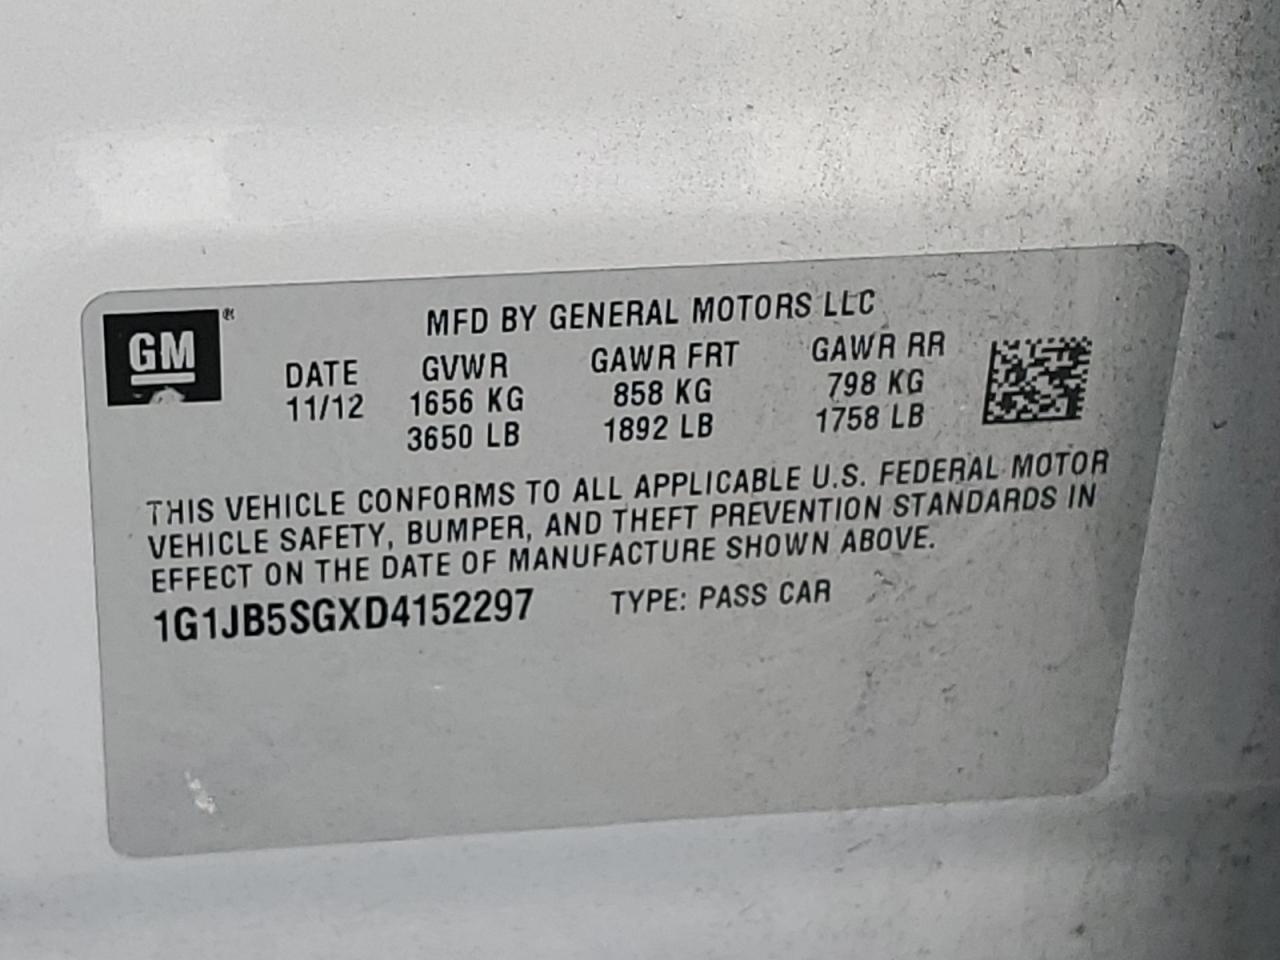 GM ®
MFD BY GENERAL MOTORS LLC
DATE GVWR GAWR FRT GAWR RR
11/12 1656 KG 858 KG 798 KG
3650 LB 1892 LB 1758 LB
THIS VEHICLE CONFORMS TO ALL APPLICABLE U.S. FEDERAL MOTOR
VEHICLE SAFETY, BUMPER, AND THEFT PREVENTION STANDARDS IN
EFFECT ON THE DATE OF MANUFACTURE SHOWN ABOVE.
1G1JB5SGXD4152297 TYPE: PASS CAR